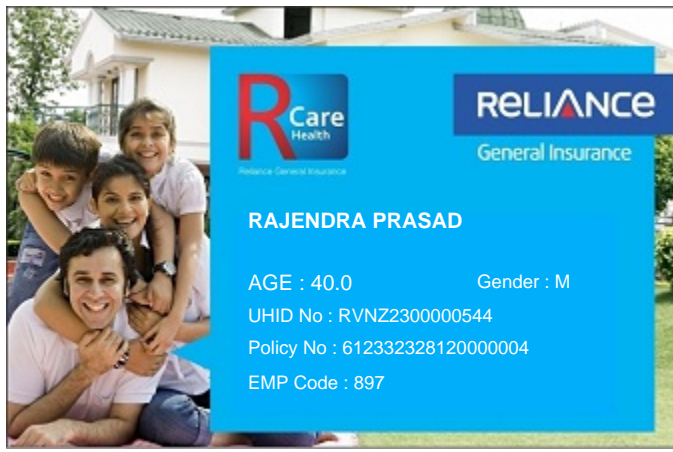 R Care
Health
Reliance General Insurance
RELIANCE
General Insurance
RAJENDRA PRASAD
AGE : 40.0
Gender : M
UHID No : RVNZ2300000544
Policy No : 612332328120000004
EMP Code : 897